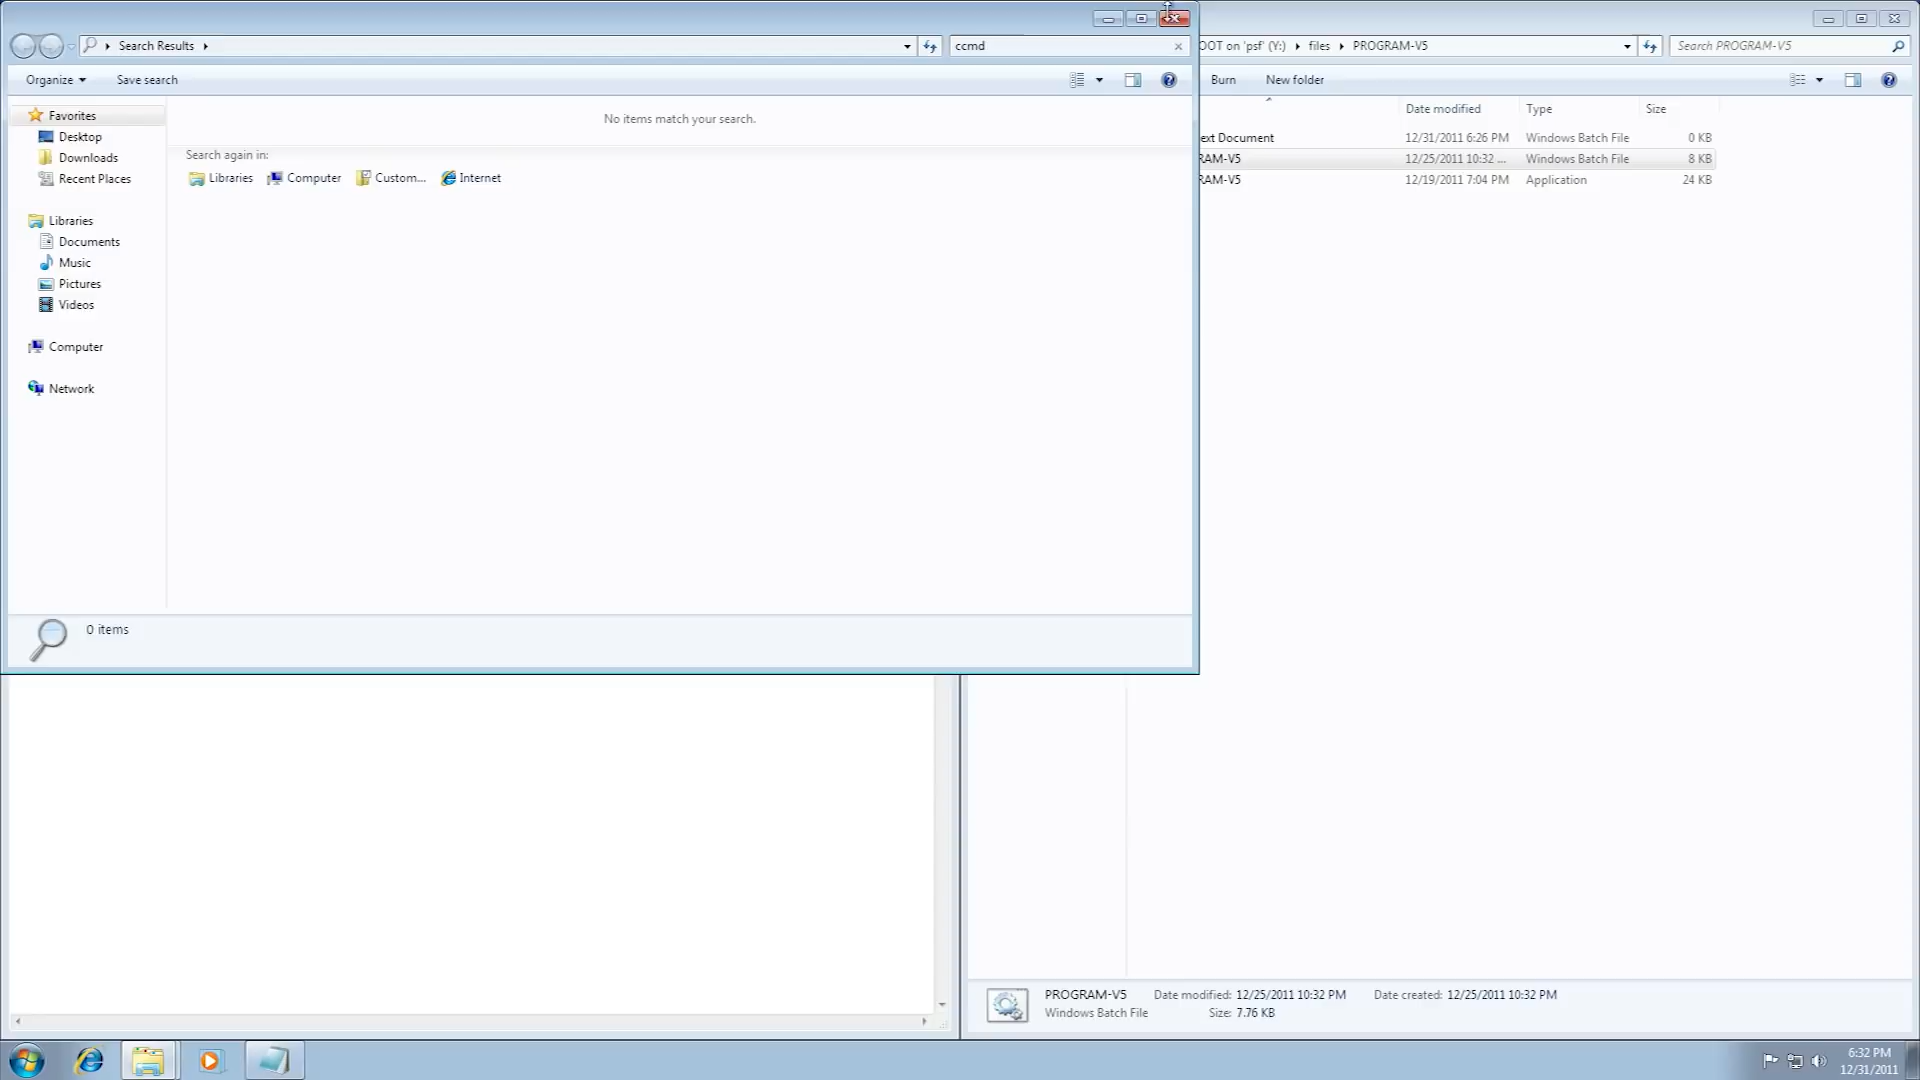 Search Results
ccmd
OOT on 'psf' (Y:) files PROGRAM-V5
Search PROGRAM-V5
Organize
Save search
Burn
New folder
Favorites
Desktop
Downloads
Recent Places
Libraries
Documents
Music
Pictures
Videos
Computer
Network
No items match your search.
Search again in:
Libraries Computer Custom... Internet
0 items
Date modified Type Size
ext Document 12/31/2011 6:26 PM Windows Batch File 0 KB
RAM-V5 12/25/2011 10:32 ... Windows Batch File 8 KB
RAM-V5 12/19/2011 7:04 PM Application 24 KB
PROGRAM-V5 Date modified: 12/25/2011 10:32 PM Date created: 12/25/2011 10:32 PM
Windows Batch File Size: 7.76 KB
6:32 PM
12/31/2011